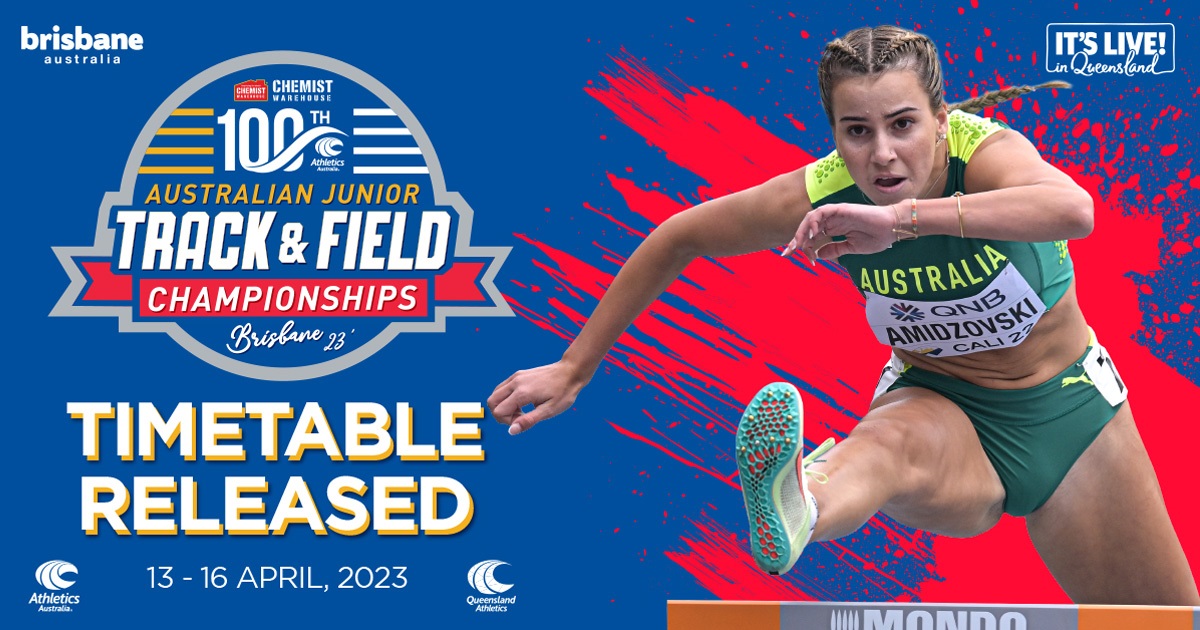 brisbane
australia
CHEMIST
WAREHOUSE
CHEMIST
WAREHOUSE
100TH
Athletics
Australia.
AUSTRALIAN JUNIOR
TRACK & FIELD
CHAMPIONSHIPS
Brisbane 23'
TIMETABLE
RELEASED
Athletics
Australia.
13 - 16 APRIL, 2023
Queensland
Athletics
IT'S LIVE!
in Queensland
AUSTRALIA
QNB
AMIDZOVSKI
CALI 22
MONDO